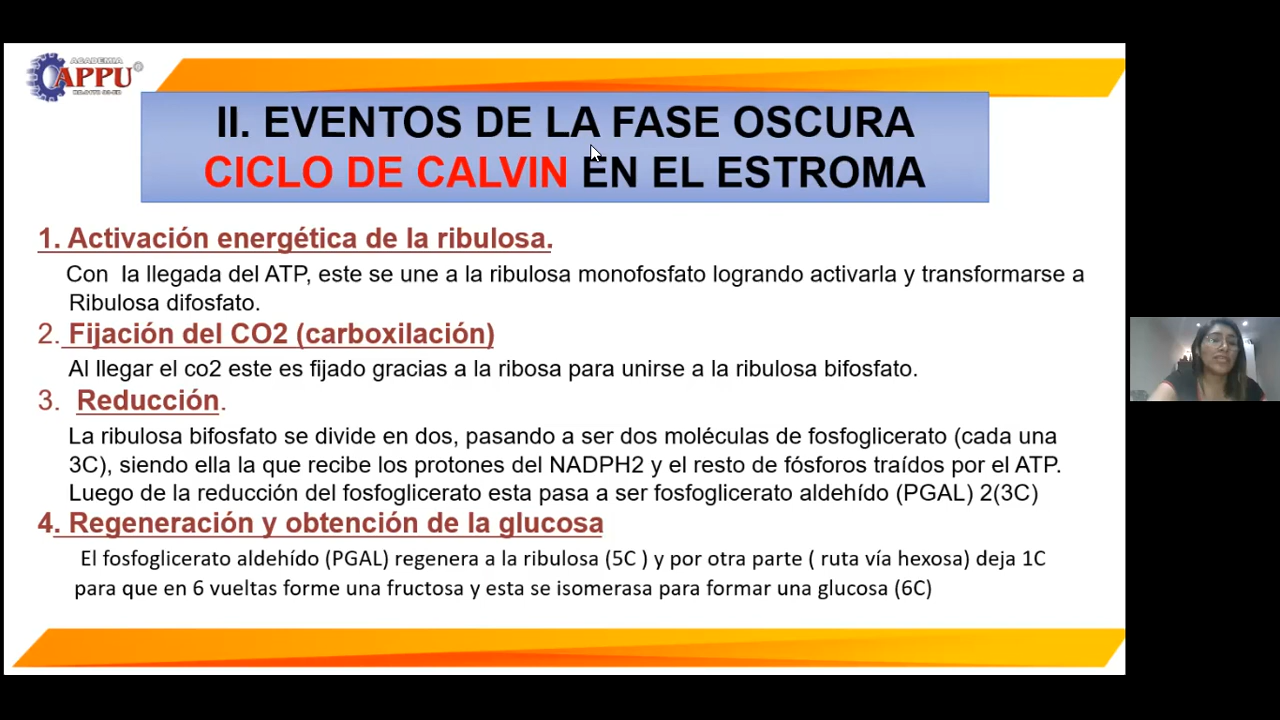 ACADEMIA
APPU
II. EVENTOS DE LA FASE OSCURA
CICLO DE CALVIN EN EL ESTROMA
1. Activación energética de la ribulosa.
Con la llegada del ATP, este se une a la ribulosa monofosfato logrando activarla y transformarse a
Ribulosa difosfato.
2. Fijación del CO2 (carboxilación)
Al llegar el co2 este es fijado gracias a la ribosa para unirse a la ribulosa bifosfato.
3. Reducción.
La ribulosa bifosfato se divide en dos, pasando a ser dos moléculas de fosfoglicerato (cada una
3C), siendo ella la que recibe los protones del NADPH2 y el resto de fósforos traídos por el ATP.
Luego de la reducción del fosfoglicerato esta pasa a ser fosfoglicerato aldehído (PGAL) 2(3C)
4. Regeneración y obtención de la glucosa
El fosfoglicerato aldehído (PGAL) regenera a la ribulosa (5C ) y por otra parte ( ruta vía hexosa) deja 1C
para que en 6 vueltas forme una fructosa y esta se isomerasa para formar una glucosa (6C)